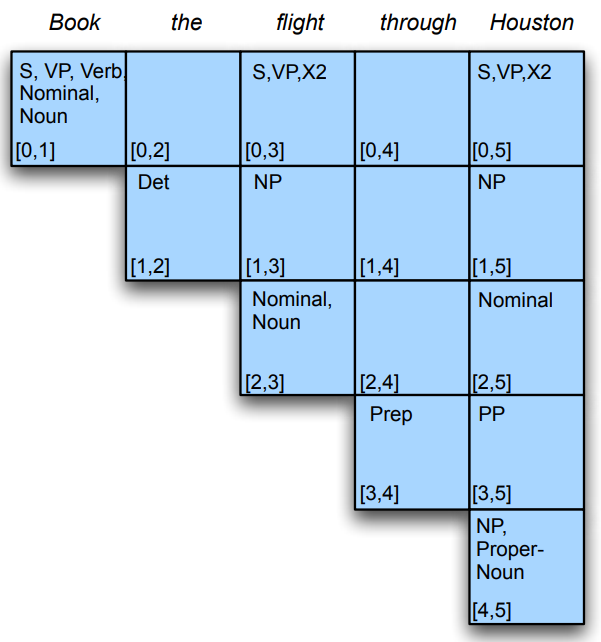 Book the flight through Houston
S, VP, Verb, S,VP,X2 S,VP,X2
Nominal,
Noun
[0,1] [0,2] [0,3] [0,4] [0,5]
Det NP NP
[1,2] [1,3] [1,4] [1,5]
Nominal, Nominal
Noun
[2,3] [2,4] [2,5]
Prep PP
[3,4] [3,5]
NP,
Proper-
Noun
[4,5]